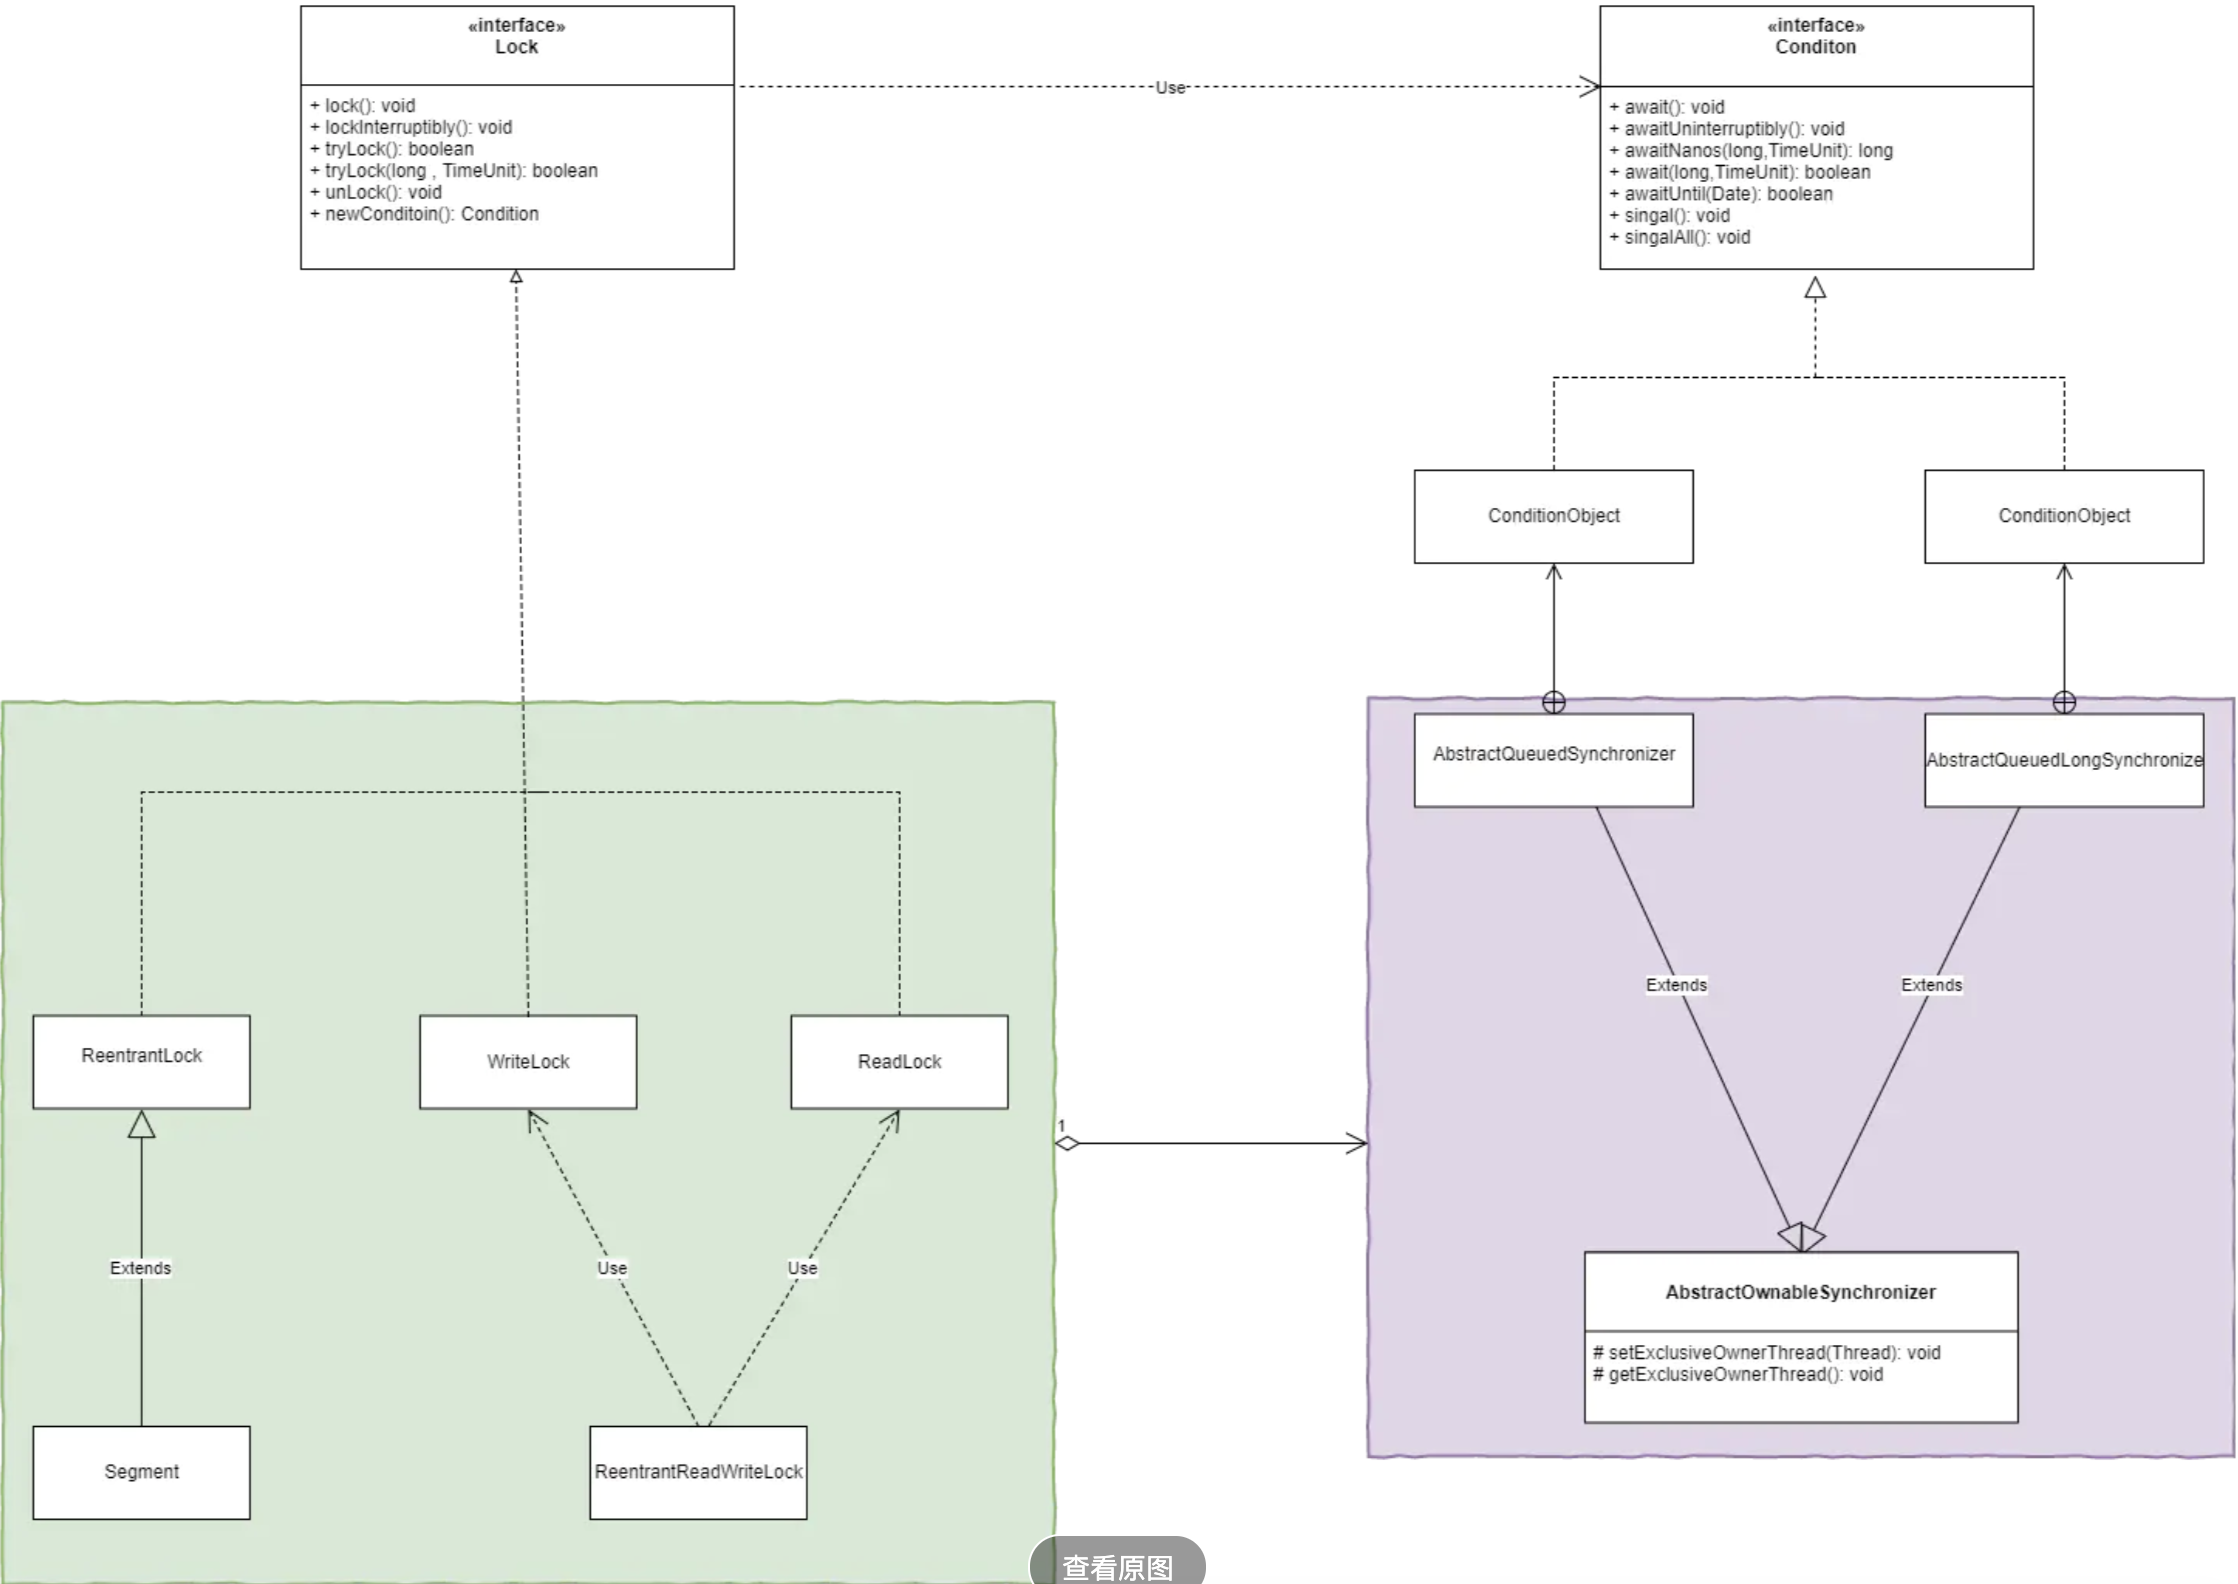 «interface»
Lock
+ lock(): void
+ lockInterruptibly(): void
+ tryLock(): boolean
+ tryLock(long , TimeUnit): boolean
+ unLock(): void
+ newConditoin(): Condition
Use
«interface»
Conditon
+ await(): void
+ awaitUninterruptibly(): void
+ awaitNanos(long,TimeUnit): long
+ await(long,TimeUnit): boolean
+ awaitUntil(Date): boolean
+ singal(): void
+ singalAll(): void
ConditionObject
ConditionObject
AbstractQueuedSynchronizer
AbstractQueuedLongSynchronize
Extends
Extends
ReentrantLock
WriteLock
ReadLock
1
Extends
Use
Use
AbstractOwnableSynchronizer
# setExclusiveOwnerThread(Thread): void
# getExclusiveOwnerThread(): void
Segment
ReentrantReadWriteLock
查看原图